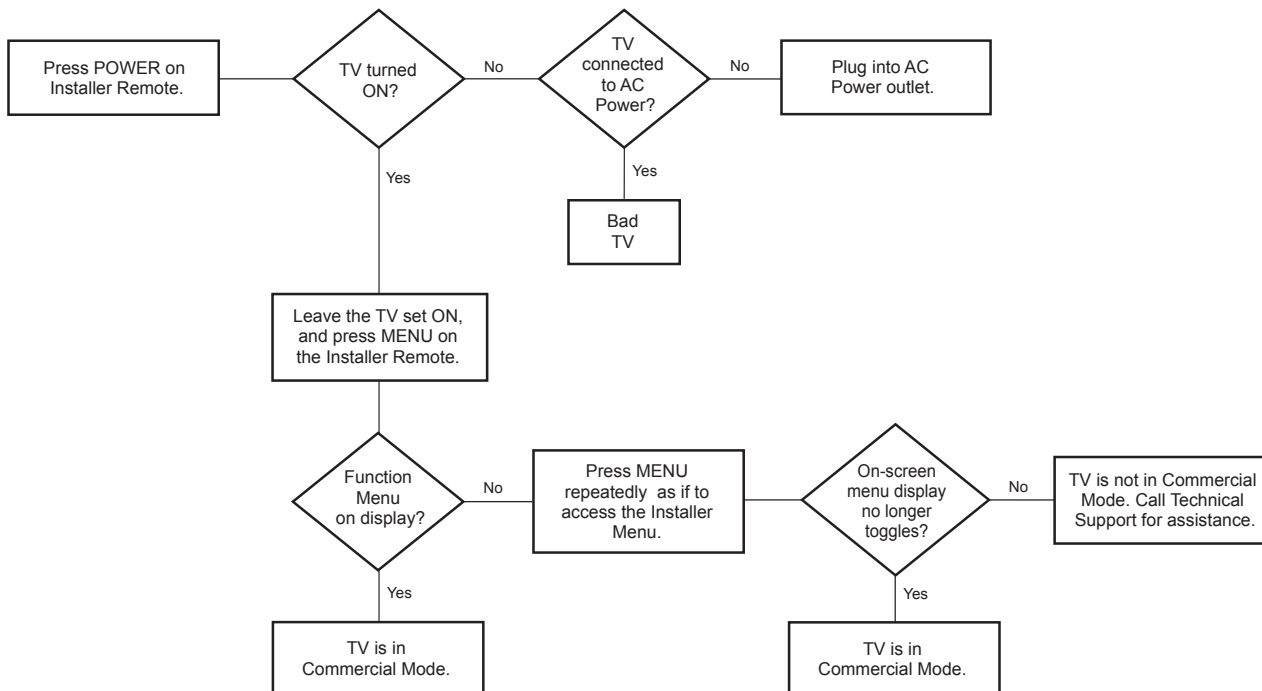 Press POWER on
Installer Remote.
TV turned
ON?
No
TV
connected
to AC
Power?
No
Plug into AC
Power outlet.
Yes
Yes
Bad
TV
Leave the TV set ON,
and press MENU on
the Installer Remote.
Function
Menu
on display?
No
Press MENU
repeatedly as if to
access the Installer
Menu.
On-screen
menu display
no longer
toggles?
No
TV is not in Commercial
Mode. Call Technical
Support for assistance.
Yes
Yes
TV is in
Commercial Mode.
TV is in
Commercial Mode.